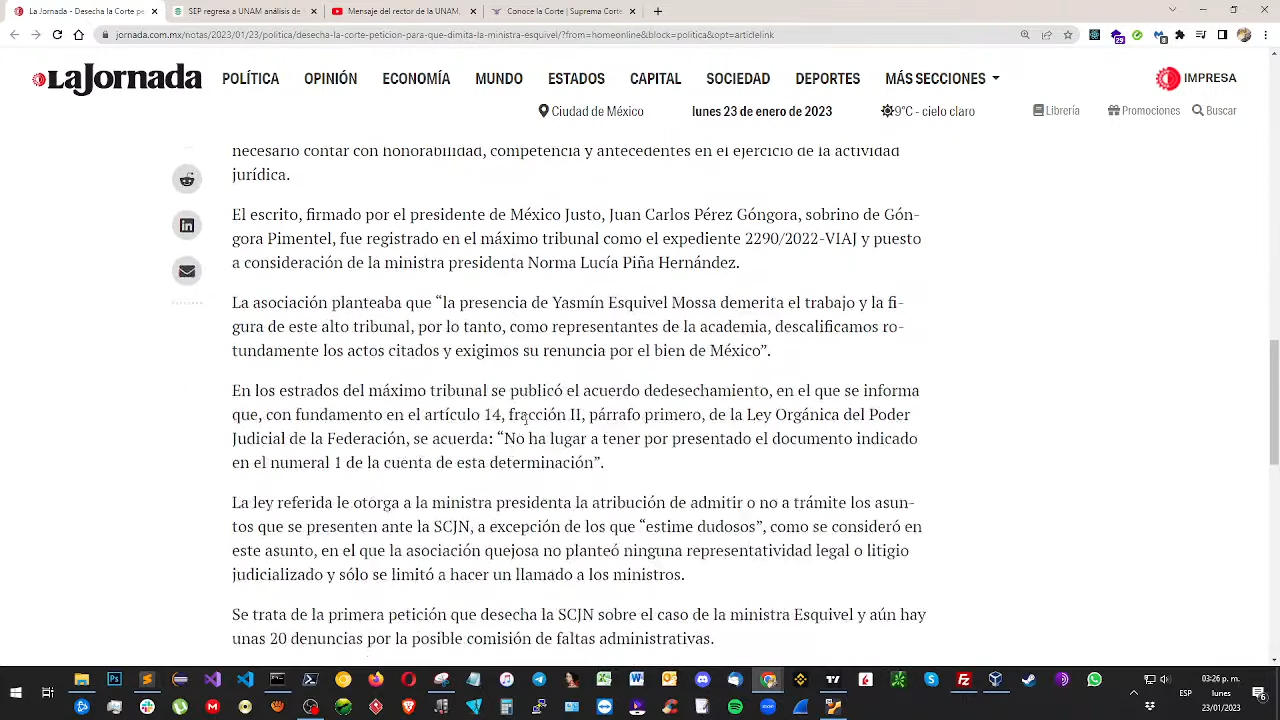 La Jornada - Desecha la Corte pe
SEP regresa a UNAM análisis de
Mensaje del rector de la UNAM,
Conoce la Corte | Suprema Corte
jornada.com.mx/notas/2023/01/23/politica/desecha-la-corte-peticion-para-que-dimita-la-ministra-esquivel/?from=homeonline&block=politica&opt=articlelink
LaJornada
POLÍTICA OPINIÓN ECONOMÍA MUNDO ESTADOS CAPITAL SOCIEDAD DEPORTES MÁS SECCIONES
IMPRESA
Ciudad de México lunes 23 de enero de 2023 9°C - cielo claro Librería Promociones Buscar
necesario contar con honorabilidad, competencia y antecedentes en el ejercicio de la actividad
jurídica.
El escrito, firmado por el presidente de México Justo, Juan Carlos Pérez Góngora, sobrino de Gón-
gora Pimentel, fue registrado en el máximo tribunal como el expediente 2290/2022-VIAJ y puesto
a consideración de la ministra presidenta Norma Lucía Piña Hernández.
La asociación planteaba que “la presencia de Yasmín Esquivel Mossa demerita el trabajo y la fi-
gura de este alto tribunal, por lo tanto, como representantes de la academia, descalificamos ro-
tundamente los actos citados y exigimos su renuncia por el bien de México”.
En los estrados del máximo tribunal se publicó el acuerdo dedesechamiento, en el que se informa
que, con fundamento en el artículo 14, fracción II, párrafo primero, de la Ley Orgánica del Poder
Judicial de la Federación, se acuerda: “No ha lugar a tener por presentado el documento indicado
en el numeral 1 de la cuenta de esta determinación”.
La ley referida le otorga a la ministra presidenta la atribución de admitir o no a trámite los asun-
tos que se presenten ante la SCJN, a excepción de los que “estime dudosos”, como se consideró en
este asunto, en el que la asociación quejosa no planteó ninguna representatividad legal o litigio
judicializado y sólo se limitó a hacer un llamado a los ministros.
Se trata de la primera petición que desecha la SCJN sobre el caso de la ministra Esquivel y aún hay
unas 20 denuncias por la posible comisión de faltas administrativas.
03:26 p. m.
ESP
lunes
23/01/2023